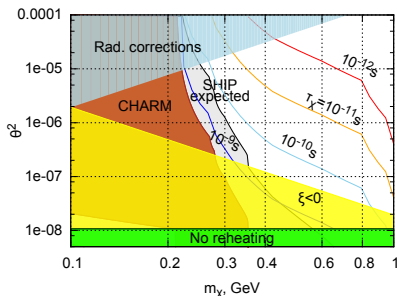 0.0001
1e-05
1e-06
1e-07
1e-08
θ²
Rad. corrections
CHARM
SHIP
expected
10⁻¹²s
τᵪ=10⁻¹¹s
10⁻¹⁰s
10⁻⁹s
ξ<0
No reheating
0.1
0.2
0.4
0.6
0.8
1
mᵪ, GeV